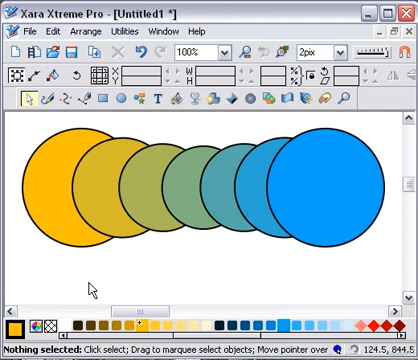 Xara Xtreme Pro - [Untitled1 *]
File Edit Arrange Utilities Window Help
100% 2pix
X W %
Y H %
T
Nothing selected: Click select; Drag to marquee select objects; Move pointer over 124.5, 844.5